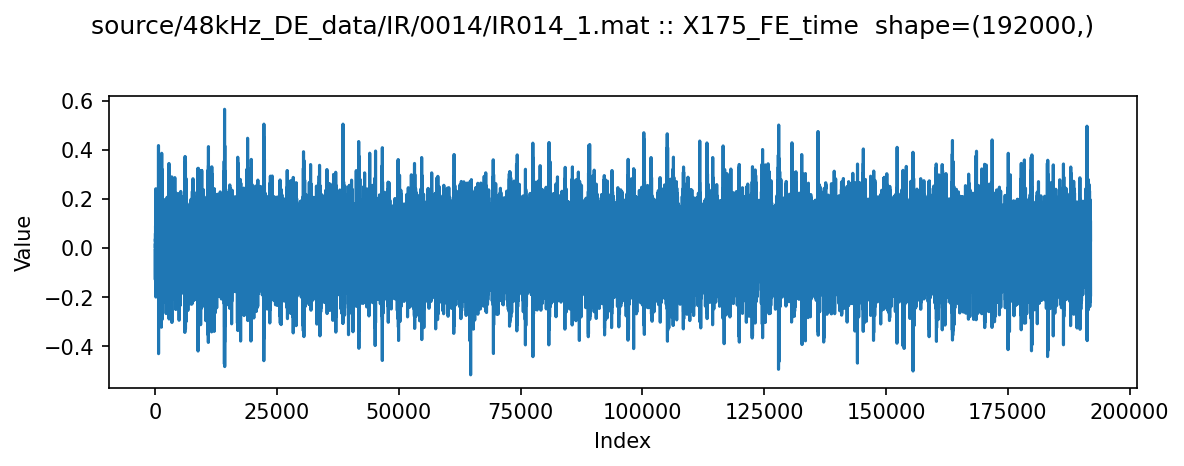 source/48kHz_DE_data/IR/0014/IR014_1.mat :: X175_FE_time  shape=(192000,)
0.6
0.4
0.2
0.0
−0.2
−0.4
Value
0 25000 50000 75000 100000 125000 150000 175000 200000
Index